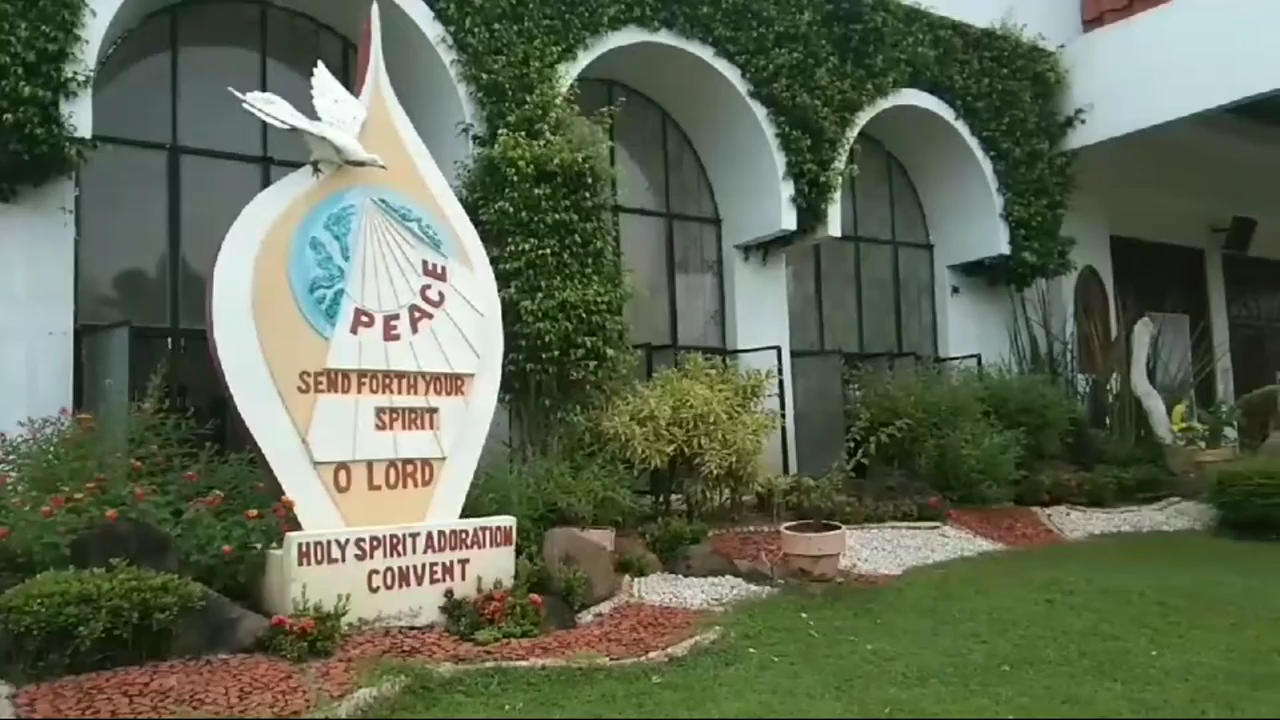 PEACE
SEND FORTH YOUR
SPIRIT
O LORD
HOLY SPIRIT ADORATION
CONVENT